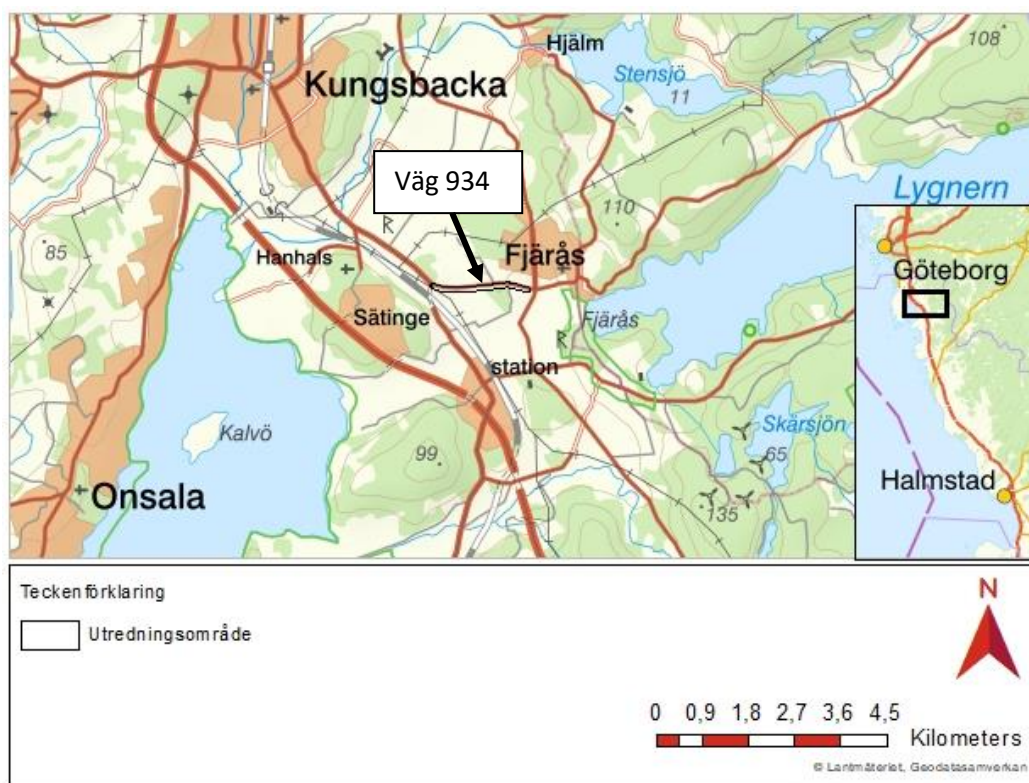 Hjälm
108
Stensjö
11
Kungsbacka
Väg 934
Lygnern
110
85
Hanhals
Fjärås
Göteborg
Sätinge
Fjärås
station
Kalvö
Skärsjön
99
65
Halmstad
Onsala
135
Teckenförklaring
Utredningsområde
N
0 0,9 1,8 2,7 3,6 4,5
Kilometers
© Lantmäteriet, Geodatasamverkan